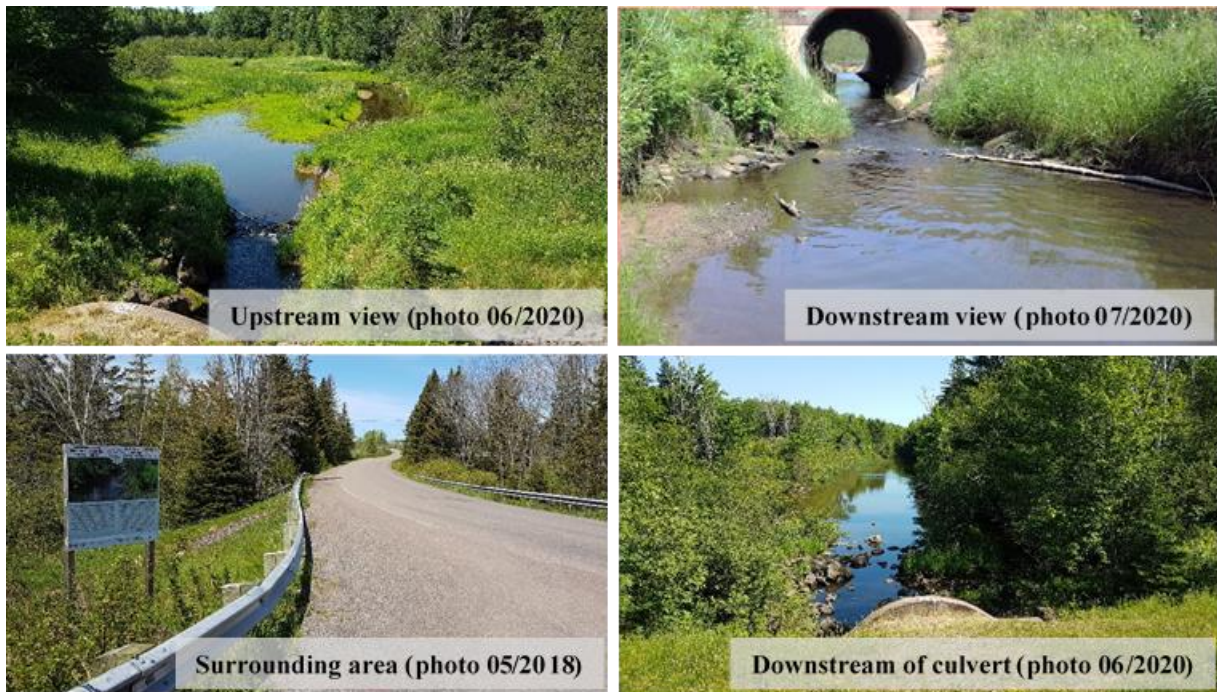 Upstream view (photo 06/2020)
Downstream view (photo 07/2020)
Surrounding area (photo 05/2018)
Downstream of culvert (photo 06/2020)